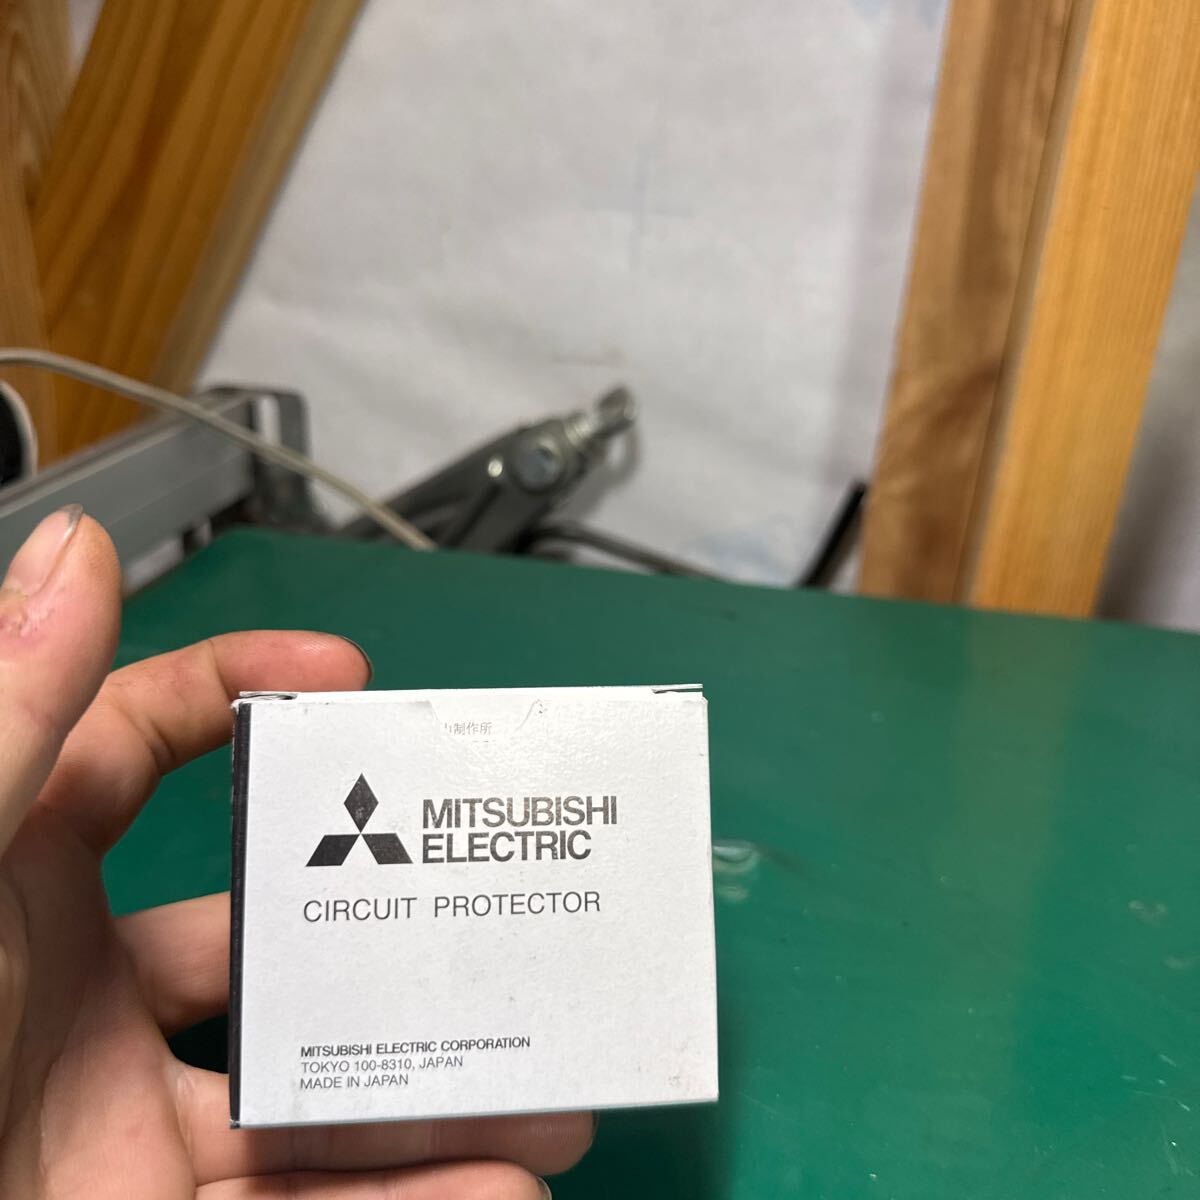 制作所
MITSUBISHI
ELECTRIC
CIRCUIT PROTECTOR
MITSUBISHI ELECTRIC CORPORATION
TOKYO 100-8310, JAPAN
MADE IN JAPAN